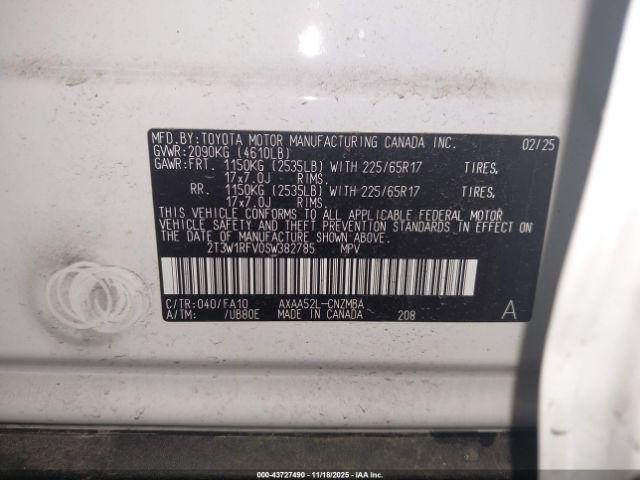 MFD.BY:TOYOTA MOTOR MANUFACTURING CANADA INC. 02/25
GVWR:2090KG (4610LB)
GAWR:FRT. 1150KG (2535LB) WITH 225/65R17 TIRES,
17x7.0J RIMS.
RR. 1150KG (2535LB) WITH 225/65R17 TIRES,
17x7.0J RIMS.
THIS VEHICLE CONFORMS TO ALL APPLICABLE FEDERAL MOTOR
VEHICLE SAFETY AND THEFT PREVENTION STANDARDS IN EFFECT ON
THE DATE OF MANUFACTURE SHOWN ABOVE.
2T3W1RFV0SW382785 MPV
C/TR:040/FA10 AXAA52L-CNZMBA
A/TM: /UB80E MADE IN CANADA 208 A
000-43727490 - 11/18/2025 - IAA Inc.